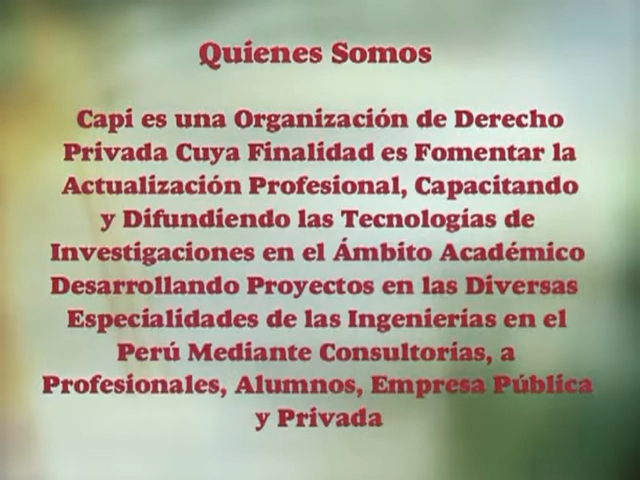 Quienes Somos
Capi es una Organización de Derecho
Privada Cuya Finalidad es Fomentar la
Actualización Profesional, Capacitando
y Difundiendo las Tecnologías de
Investigaciones en el Ámbito Académico
Desarrollando Proyectos en las Diversas
Especialidades de las Ingenierías en el
Perú Mediante Consultorías, a
Profesionales, Alumnos, Empresa Pública
y Privada